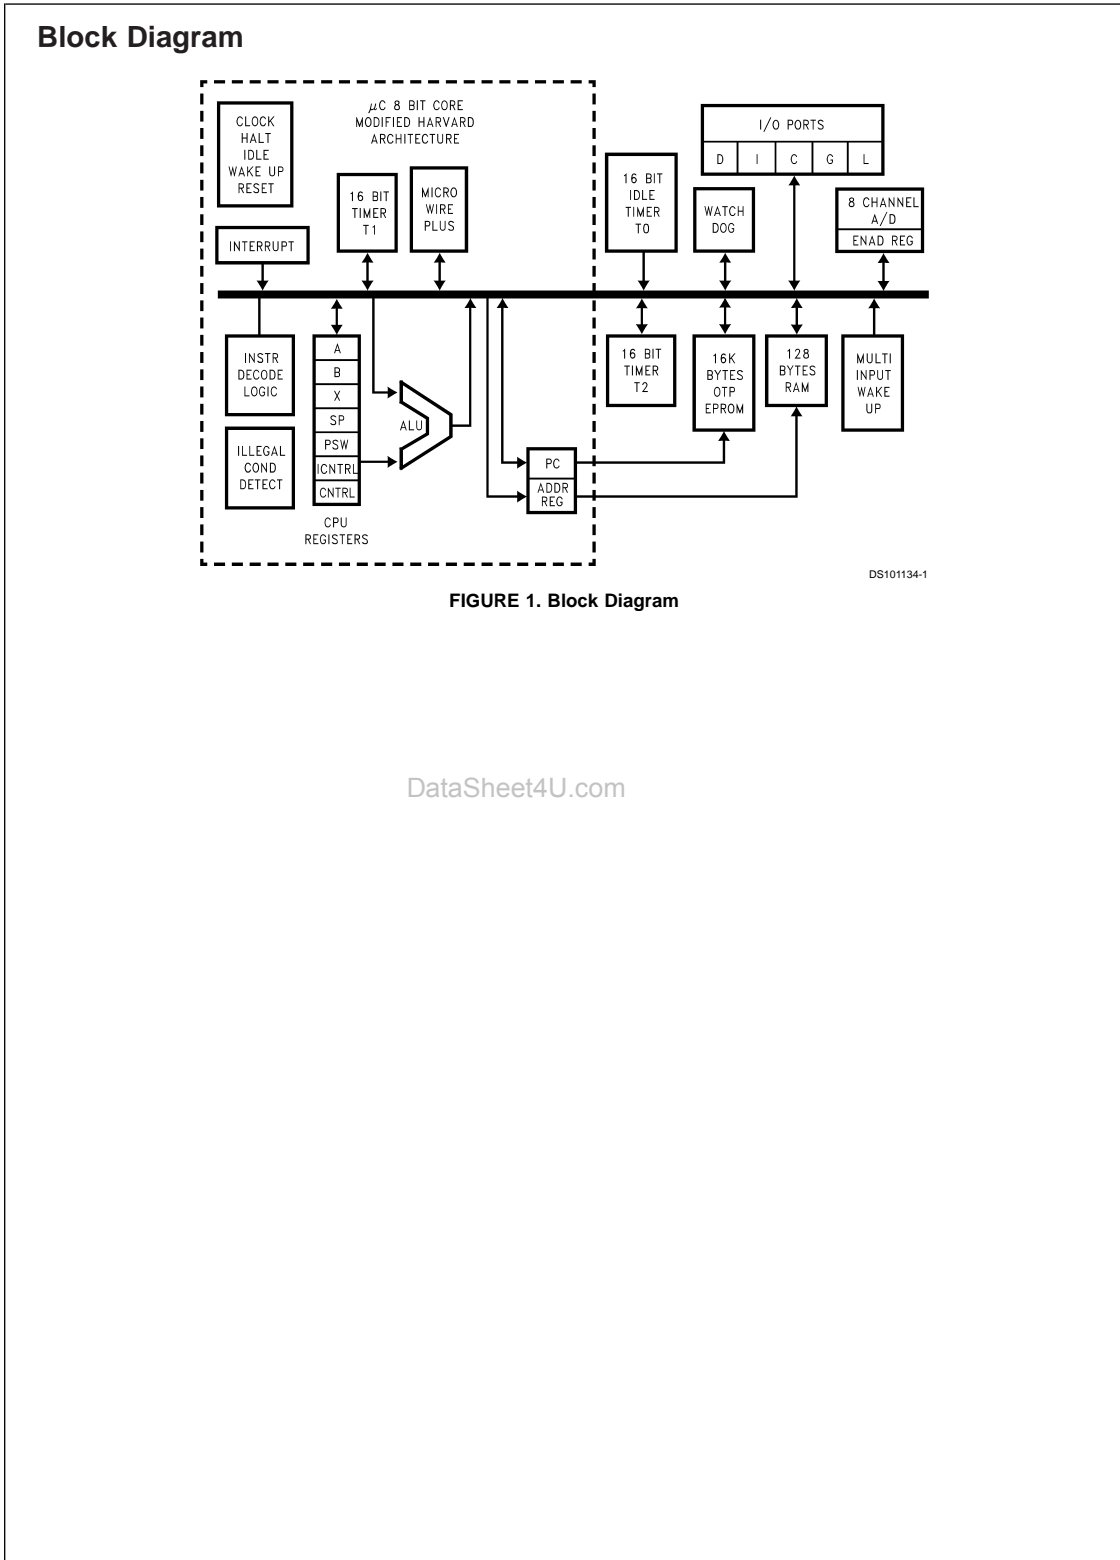 Block Diagram
μC 8 BIT CORE
MODIFIED HARVARD
ARCHITECTURE
CLOCK
HALT
IDLE
WAKE UP
RESET
INTERRUPT
16 BIT
TIMER
T1
MICRO
WIRE
PLUS
16 BIT
IDLE
TIMER
T0
WATCH
DOG
I/O PORTS
D I C G L
8 CHANNEL
A/D
ENAD REG
INSTR
DECODE
LOGIC
ILLEGAL
COND
DETECT
A
B
X
SP
PSW
ICNTRL
CNTRL
CPU
REGISTERS
ALU
PC
ADDR
REG
16 BIT
TIMER
T2
16K
BYTES
OTP
EPROM
128
BYTES
RAM
MULTI
INPUT
WAKE
UP
DS101134-1
FIGURE 1. Block Diagram
DataSheet4U.com